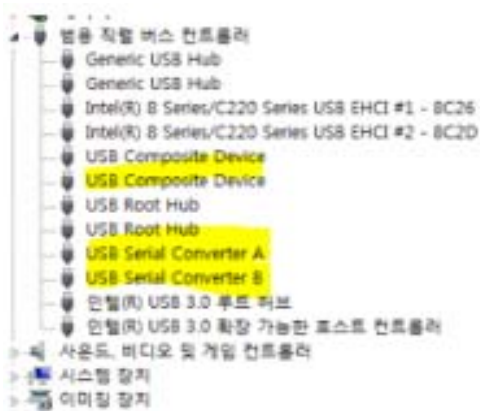 범용 직렬 버스 컨트롤러
Generic USB Hub
Generic USB Hub
Intel(R) 8 Series/C220 Series USB EHCI #1 - 8C26
Intel(R) 8 Series/C220 Series USB EHCI #2 - 8C2D
USB Composite Device
USB Composite Device
USB Root Hub
USB Root Hub
USB Serial Converter A
USB Serial Converter B
인텔(R) USB 3.0 루트 허브
인텔(R) USB 3.0 확장 가능한 호스트 컨트롤러
사운드, 비디오 및 게임 컨트롤러
시스템 장치
이미징 장치